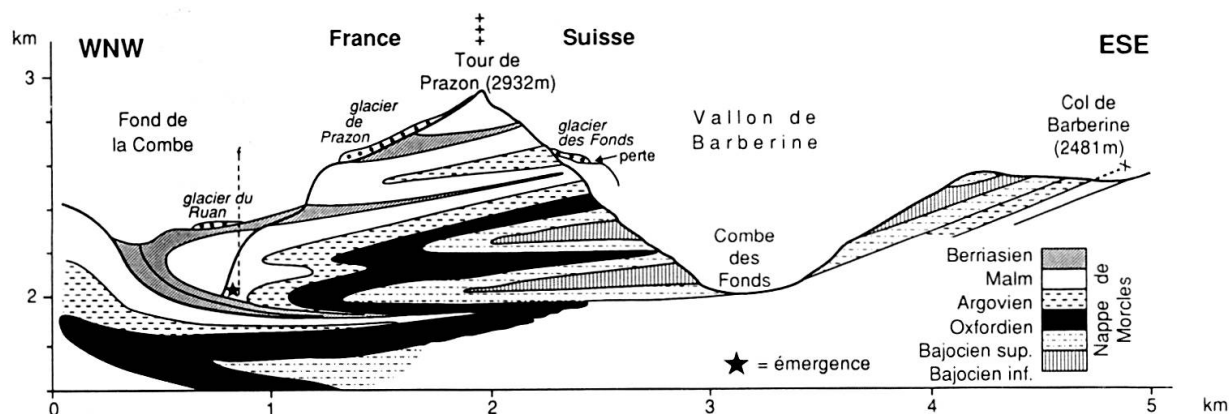 km
WNW
France
Suisse
ESE
3
2
Tour de
Prazon (2932m)
glacier
de
Prazon
Fond de
la Combe
glacier du
Ruan
glacier
des Fonds
perte
Vallon de
Barberine
Col de
Barberine
(2481m)
Combe
des
Fonds
Berriasien
Malm
Argovien
Oxfordien
Bajocien sup.
Bajocien inf.
Nappe de
Morcles
★ = émergence
0
1
2
3
4
5
km